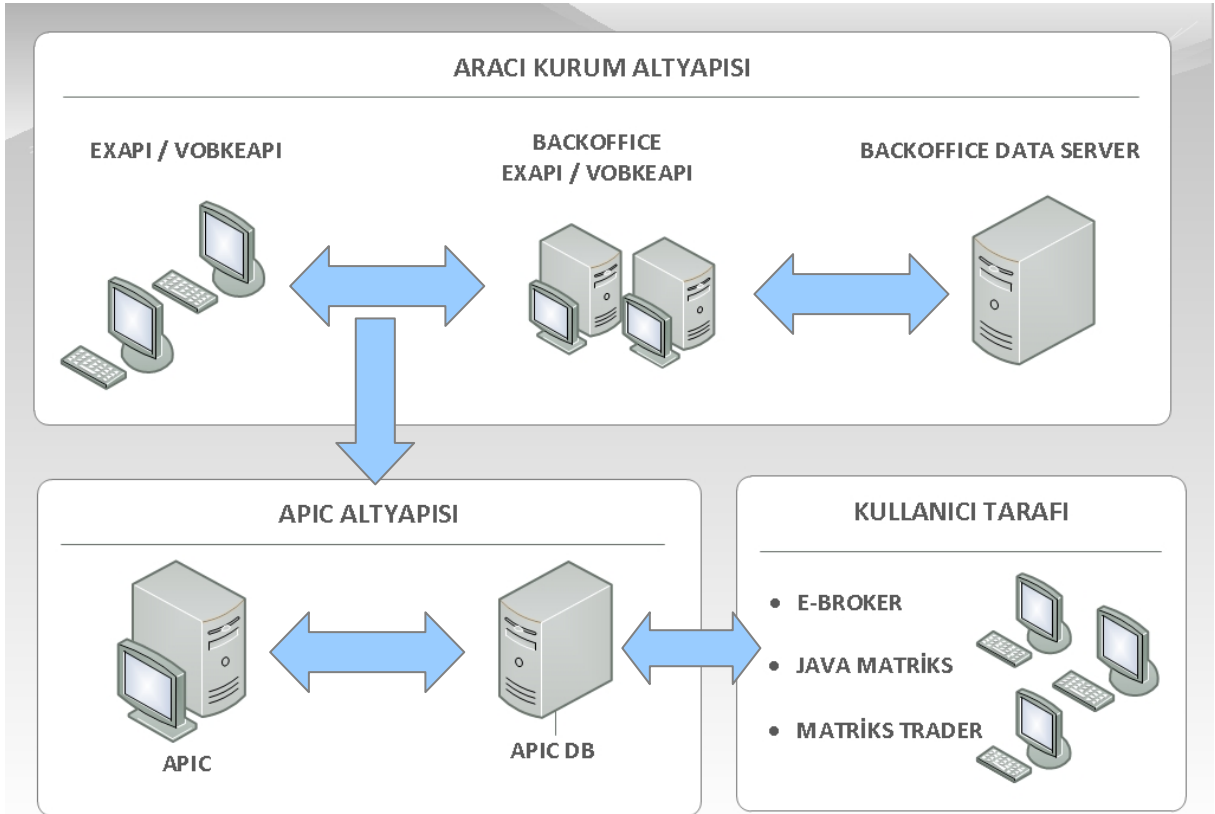 ARACI KURUM ALTYAPISI
EXAPI / VOBKEAPI
BACKOFFICE
EXAPI / VOBKEAPI
BACKOFFICE DATA SERVER
APIC ALTYAPISI
APIC
APIC DB
KULLANICI TARAFI
• E-BROKER
• JAVA MATRİKS
• MATRİKS TRADER